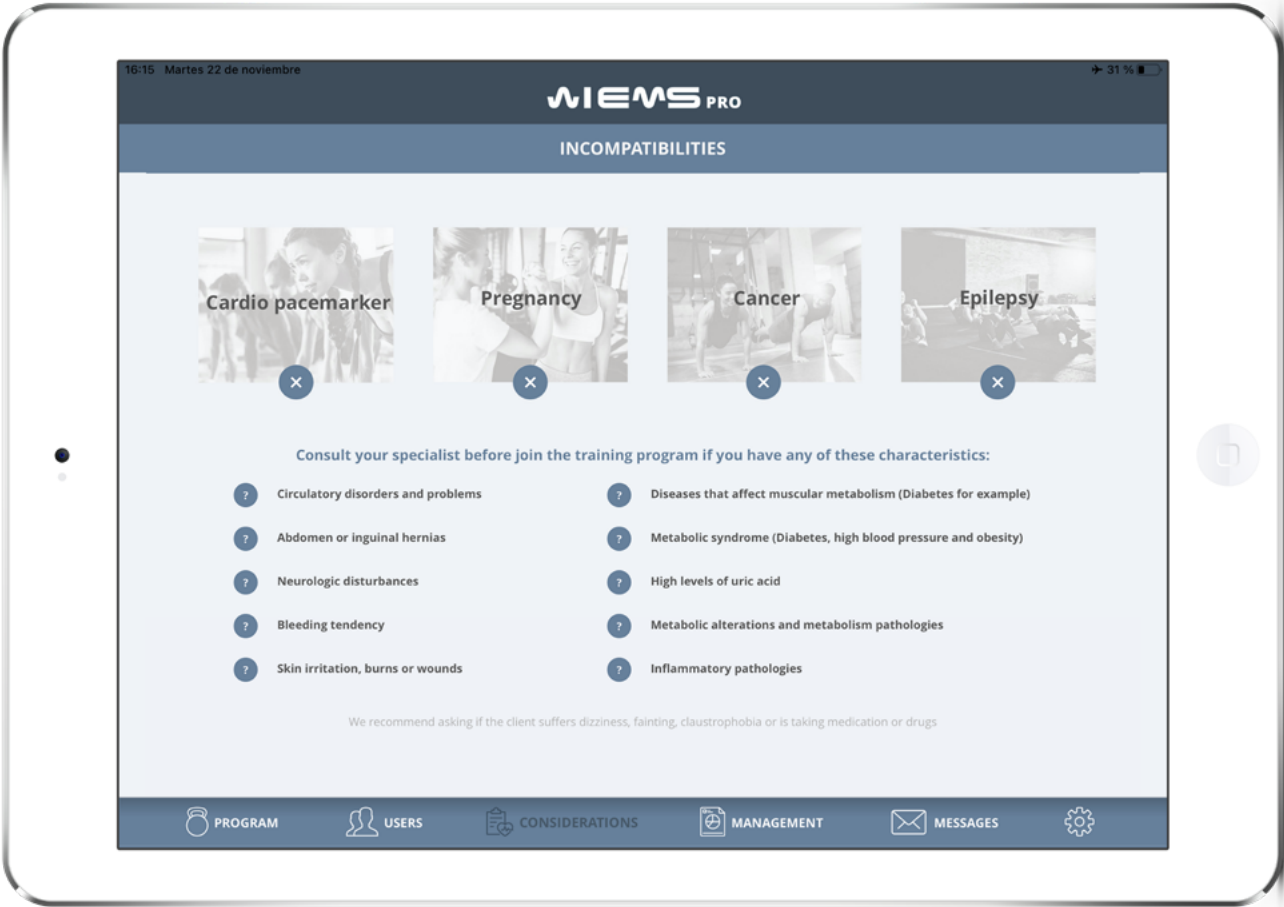 16:15 Martes 22 de noviembre
31 %
WIEMS PRO
INCOMPATIBILITIES
Cardio pacemarker
Pregnancy
Cancer
Epilepsy
Consult your specialist before join the training program if you have any of these characteristics:
? Circulatory disorders and problems
? Diseases that affect muscular metabolism (Diabetes for example)
? Abdomen or inguinal hernias
? Metabolic syndrome (Diabetes, high blood pressure and obesity)
? Neurologic disturbances
? High levels of uric acid
? Bleeding tendency
? Metabolic alterations and metabolism pathologies
? Skin irritation, burns or wounds
? Inflammatory pathologies
We recommend asking if the client suffers dizziness, fainting, claustrophobia or is taking medication or drugs
PROGRAM
USERS
CONSIDERATIONS
MANAGEMENT
MESSAGES